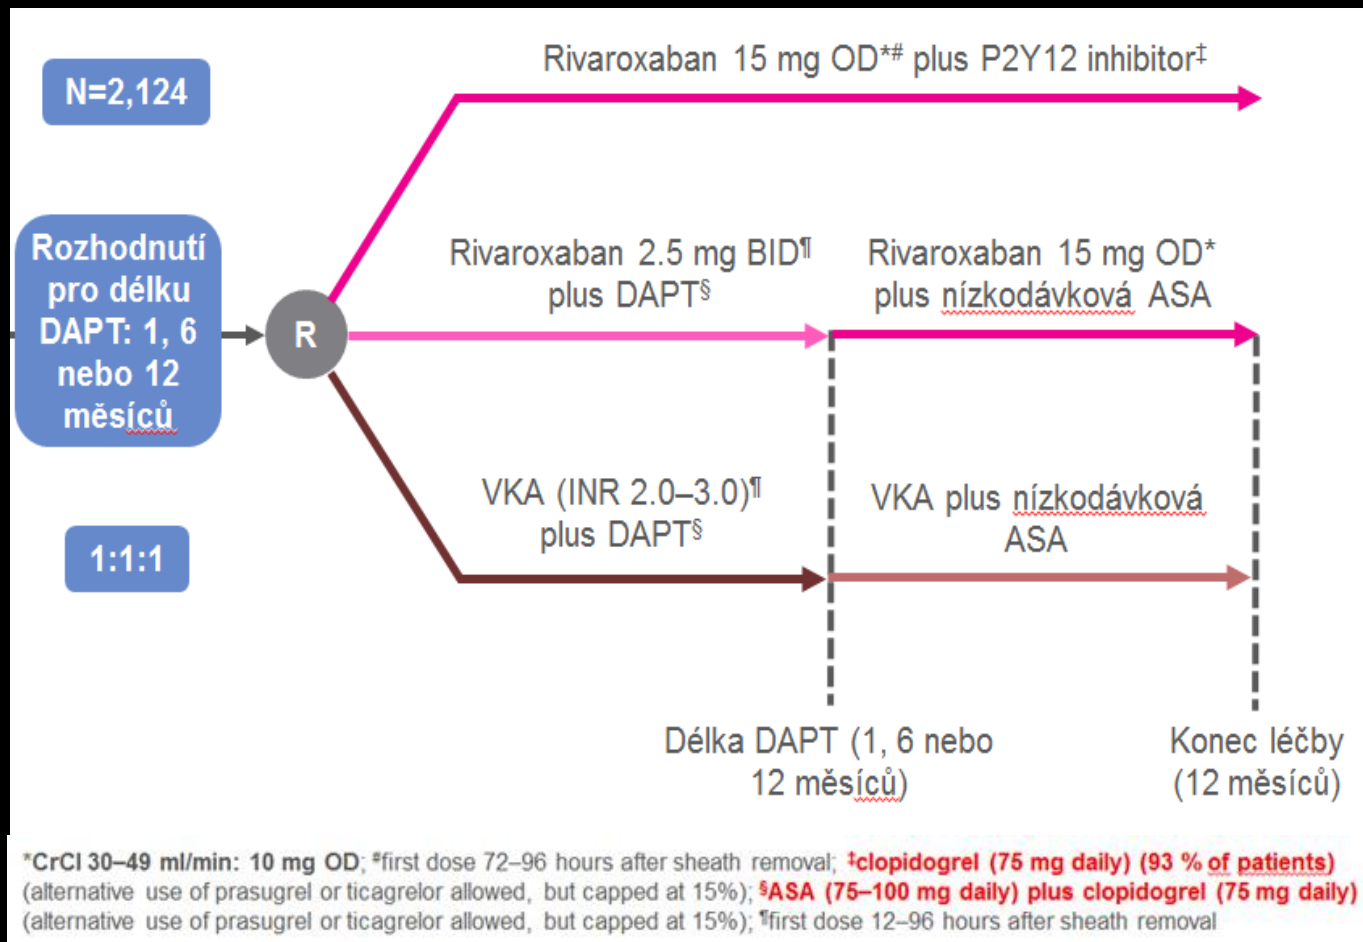 N=2,124
Rivaroxaban 15 mg OD*# plus P2Y12 inhibitor‡
Rozhodnutí
pro délku
DAPT: 1, 6
nebo 12
měsíců
R
Rivaroxaban 2.5 mg BID¶
plus DAPT§
Rivaroxaban 15 mg OD*
plus nízkodávková ASA
VKA (INR 2.0–3.0)¶
plus DAPT§
VKA plus nízkodávková
ASA
1:1:1
Délka DAPT (1, 6 nebo
12 měsíců)
Konec léčby
(12 měsíců)
*CrCl 30–49 ml/min: 10 mg OD; #first dose 72–96 hours after sheath removal; ‡clopidogrel (75 mg daily) (93 % of patients)
(alternative use of prasugrel or ticagrelor allowed, but capped at 15%); §ASA (75–100 mg daily) plus clopidogrel (75 mg daily)
(alternative use of prasugrel or ticagrelor allowed, but capped at 15%); ¶first dose 12–96 hours after sheath removal